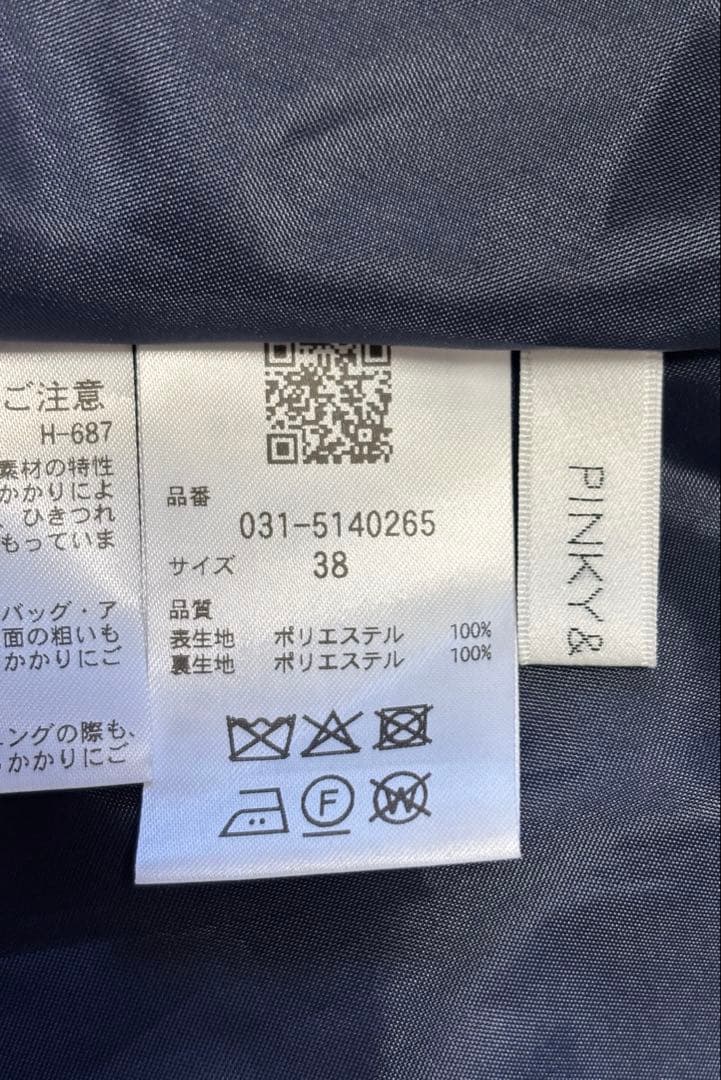 ご注意
H-687
素材の特性
かかりによ
ひきつれ
もっていま
バッグ・ア
面の粗いも
かかりにご
ングの際も、
かかりにご
品番
031-5140265
サイズ 38
品質
表生地 ポリエステル 100%
裏生地 ポリエステル 100%
F
W
PINKY &